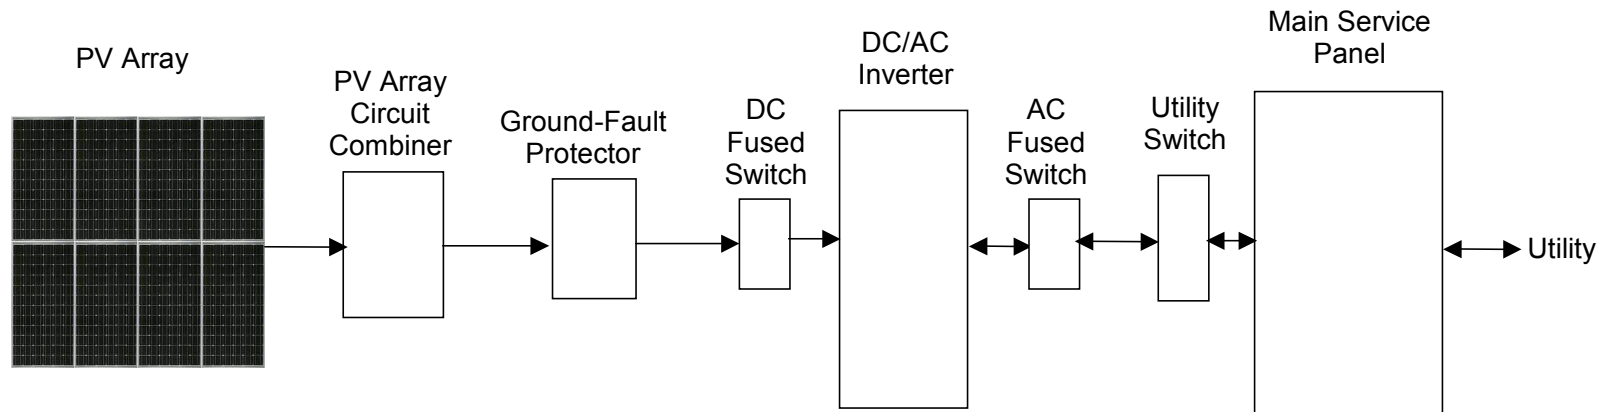 PV Array
PV Array
Circuit
Combiner
Ground-Fault
Protector
DC
Fused
Switch
DC/AC
Inverter
AC
Fused
Switch
Utility
Switch
Main Service
Panel
Utility